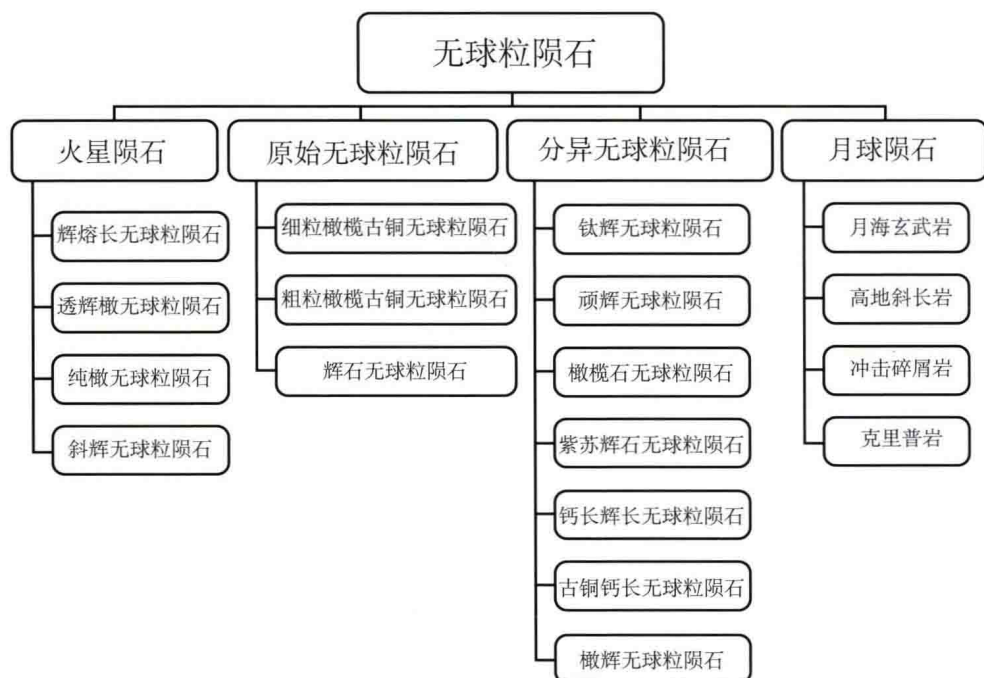 无球粒陨石
火星陨石
辉熔长无球粒陨石
透辉橄无球粒陨石
纯橄无球粒陨石
斜辉无球粒陨石
原始无球粒陨石
细粒橄榄古铜无球粒陨石
粗粒橄榄古铜无球粒陨石
辉石无球粒陨石
分异无球粒陨石
钛辉无球粒陨石
顽辉无球粒陨石
橄榄石无球粒陨石
紫苏辉石无球粒陨石
钙长辉长无球粒陨石
古铜钙长无球粒陨石
橄辉无球粒陨石
月球陨石
月海玄武岩
高地斜长岩
冲击碎屑岩
克里普岩